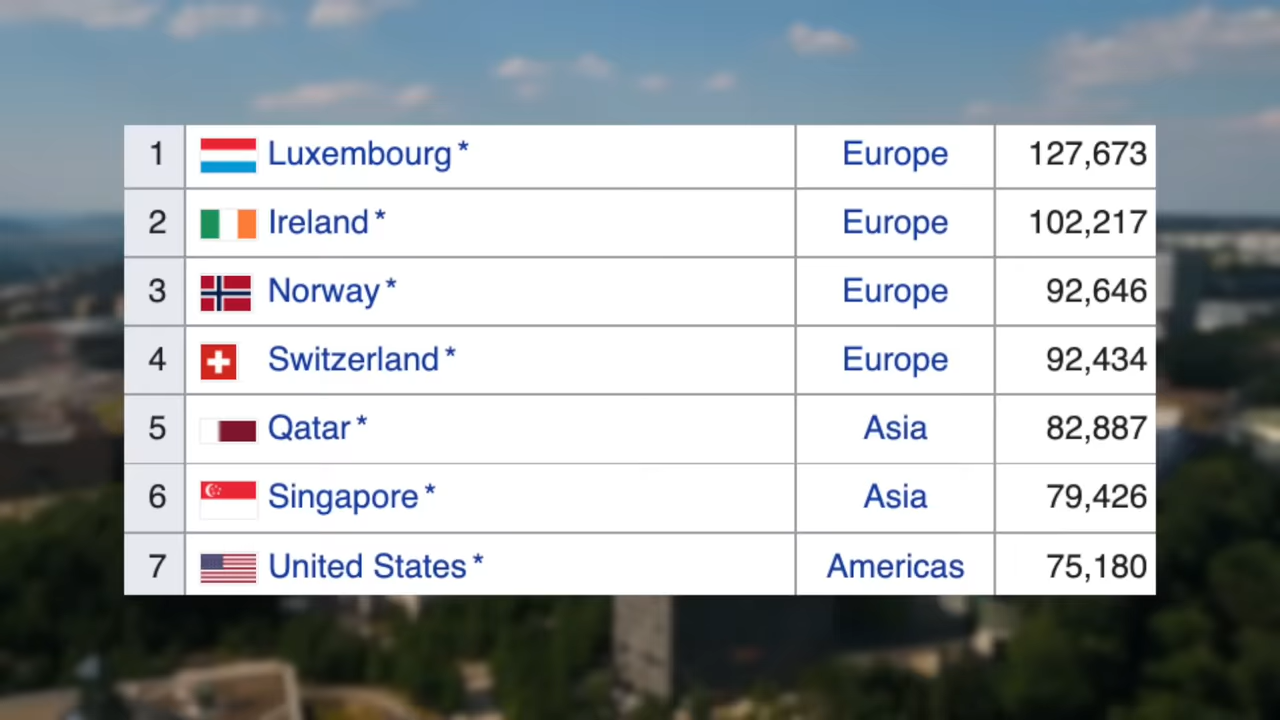 1 Luxembourg * Europe 127,673
2 Ireland * Europe 102,217
3 Norway * Europe 92,646
4 Switzerland * Europe 92,434
5 Qatar * Asia 82,887
6 Singapore * Asia 79,426
7 United States * Americas 75,180